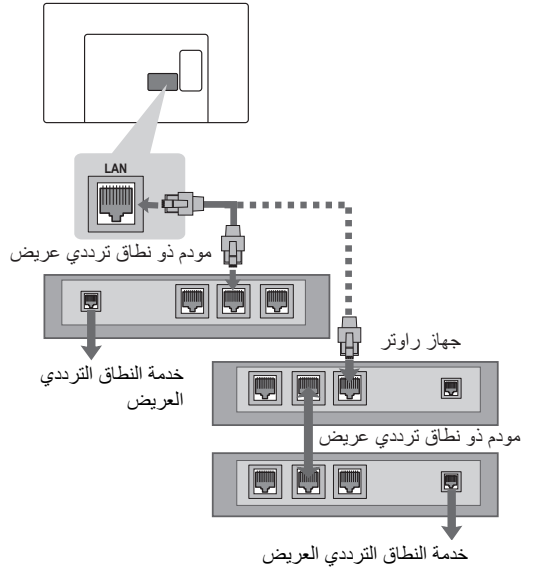 LAN
مودم ذو نطاق ترددي عريض
جهاز راوتر
خدمة النطاق الترددي
العريض
مودم ذو نطاق ترددي عريض
خدمة النطاق الترددي العريض